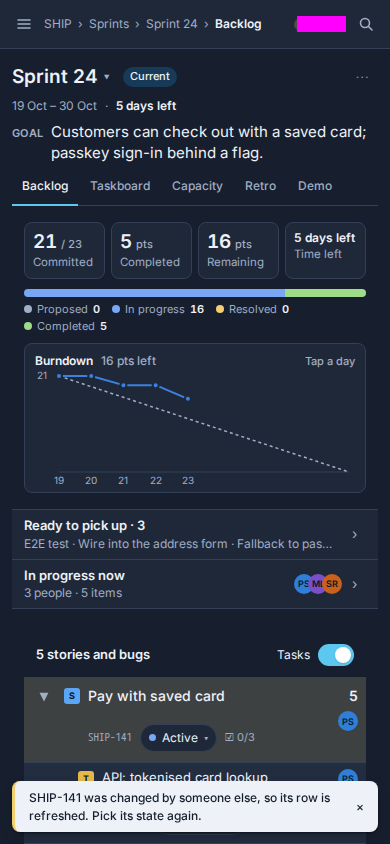 SHIP › Sprints › Sprint 24 › Backlog
Sprint 24 ▾ Current ...
19 Oct – 30 Oct · 5 days left
GOAL Customers can check out with a saved card;
passkey sign-in behind a flag.
Backlog Taskboard Capacity Retro Demo
21 / 23 5 pts 16 pts 5 days left
Committed Completed Remaining Time left
Proposed 0 In progress 16 Resolved 0
Completed 5
Burndown 16 pts left Tap a day
21
19 20 21 22 23
Ready to pick up · 3
E2E test · Wire into the address form · Fallback to pas...
In progress now
3 people · 5 items PS ML SR
5 stories and bugs Tasks
S Pay with saved card 5
PS
SHIP-141 Active ▾ ☑ 0/3
T API: tokenised card lookup PS
SHIP-141 was changed by someone else, so its row is
refreshed. Pick its state again. ×